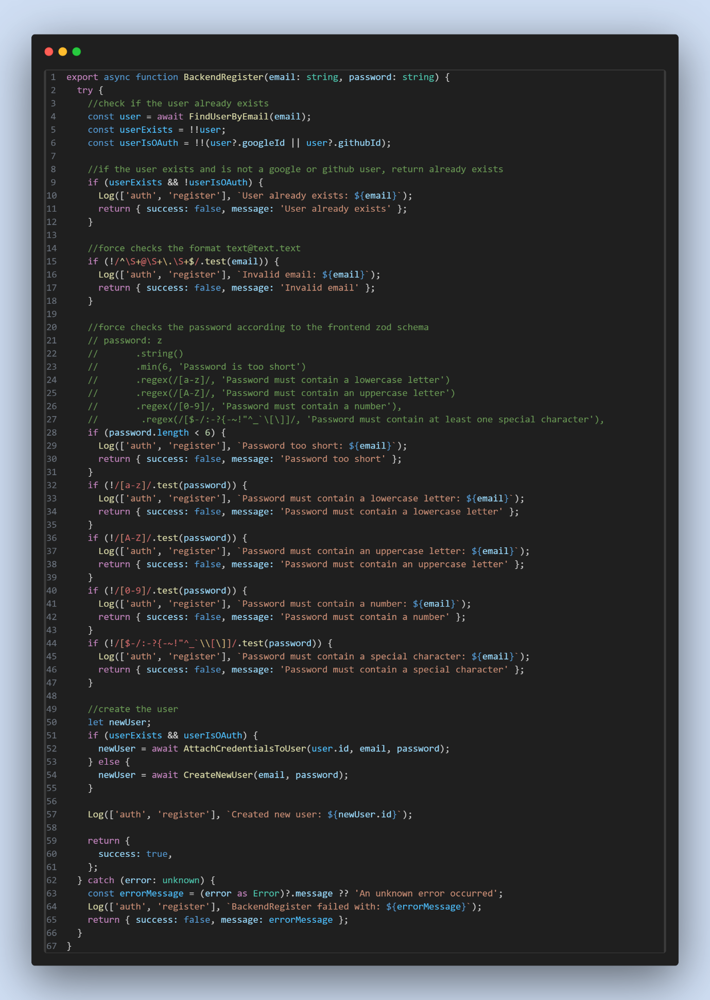 1 export async function BackendRegister(email: string, password: string) {
2   try {
3     //check if the user already exists
4     const user = await FindUserByEmail(email);
5     const userExists = !!user;
6     const userIsOAuth = !!(user?.googleId || user?.githubId);
7
8     //if the user exists and is not a google or github user, return already exists
9     if (userExists && !userIsOAuth) {
10       Log(['auth', 'register'], `User already exists: ${email}`);
11       return { success: false, message: 'User already exists' };
12     }
13
14     //force checks the format text@text.text
15     if (!/^\S+@\S+\.\S+$/.test(email)) {
16       Log(['auth', 'register'], `Invalid email: ${email}`);
17       return { success: false, message: 'Invalid email' };
18     }
19
20     //force checks the password according to the frontend zod schema
21     // password: z
22     //       .string()
23     //       .min(6, 'Password is too short')
24     //       .regex(/[a-z]/, 'Password must contain a lowercase letter')
25     //       .regex(/[A-Z]/, 'Password must contain an uppercase letter')
26     //       .regex(/[0-9]/, 'Password must contain a number'),
27     //        .regex(/[$-/:-?{-~!"^_`\[\]]/, 'Password must contain at least one special character'),
28     if (password.length < 6) {
29       Log(['auth', 'register'], `Password too short: ${email}`);
30       return { success: false, message: 'Password too short' };
31     }
32     if (!/[a-z]/.test(password)) {
33       Log(['auth', 'register'], `Password must contain a lowercase letter: ${email}`);
34       return { success: false, message: 'Password must contain a lowercase letter' };
35     }
36     if (!/[A-Z]/.test(password)) {
37       Log(['auth', 'register'], `Password must contain an uppercase letter: ${email}`);
38       return { success: false, message: 'Password must contain an uppercase letter' };
39     }
40     if (!/[0-9]/.test(password)) {
41       Log(['auth', 'register'], `Password must contain a number: ${email}`);
42       return { success: false, message: 'Password must contain a number' };
43     }
44     if (!/[$-/:-?{-~!"^_`\\[\]]/.test(password)) {
45       Log(['auth', 'register'], `Password must contain a special character: ${email}`);
46       return { success: false, message: 'Password must contain a special character' };
47     }
48
49     //create the user
50     let newUser;
51     if (userExists && userIsOAuth) {
52       newUser = await AttachCredentialsToUser(user.id, email, password);
53     } else {
54       newUser = await CreateNewUser(email, password);
55     }
56
57     Log(['auth', 'register'], `Created new user: ${newUser.id}`);
58
59     return {
60       success: true,
61     };
62   } catch (error: unknown) {
63     const errorMessage = (error as Error)?.message ?? 'An unknown error occurred';
64     Log(['auth', 'register'], `BackendRegister failed with: ${errorMessage}`);
65     return { success: false, message: errorMessage };
66   }
67 }